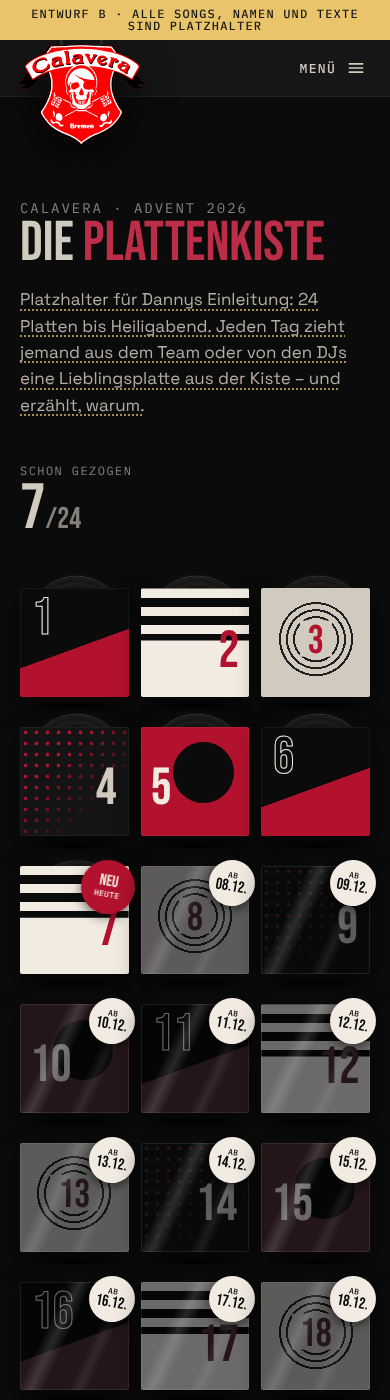 ENTWURF B · ALLE SONGS, NAMEN UND TEXTE
SIND PLATZHALTER
Calavera
Bremen
MENÜ
CALAVERA · ADVENT 2026
DIE PLATTENKISTE
Platzhalter für Dannys Einleitung: 24
Platten bis Heiligabend. Jeden Tag zieht
jemand aus dem Team oder von den DJs
eine Lieblingsplatte aus der Kiste – und
erzählt, warum.
SCHON GEZOGEN
7/24
1
2
3
4
5
6
NEU
HEUTE
7
AB
08.12.
8
AB
09.12.
9
AB
10.12.
10
AB
11.12.
11
AB
12.12.
12
AB
13.12.
13
AB
14.12.
14
AB
15.12.
15
AB
16.12.
16
AB
17.12.
17
AB
18.12.
18